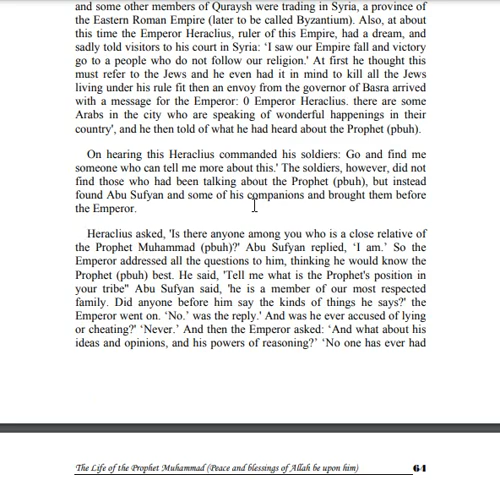 and some other members of Quraysh were trading in Syria, a province of
the Eastern Roman Empire (later to be called Byzantium). Also, at about
this time the Emperor Heraclius, ruler of this Empire, had a dream, and
sadly told visitors to his court in Syria: ‘I saw our Empire fall and victory
go to a people who do not follow our religion.’ At first he thought this
must refer to the Jews and he even had it in mind to kill all the Jews
living under his rule fit then an envoy from the governor of Basra arrived
with a message for the Emperor: 0 Emperor Heraclius. there are some
Arabs in the city who are speaking of wonderful happenings in their
country', and he then told of what he had heard about the Prophet (pbuh).
On hearing this Heraclius commanded his soldiers: Go and find me
someone who can tell me more about this.' The soldiers, however, did not
find those who had been talking about the Prophet (pbuh), but instead
found Abu Sufyan and some of his companions and brought them before
the Emperor.
Heraclius asked, 'Is there anyone among you who is a close relative of
the Prophet Muhammad (pbuh)?' Abu Sufyan replied, ‘I am.’ So the
Emperor addressed all the questions to him, thinking he would know the
Prophet (pbuh) best. He said, 'Tell me what is the Prophet's position in
your tribe" Abu Sufyan said, 'he is a member of our most respected
family. Did anyone before him say the kinds of things he says?' the
Emperor went on. ‘No.’ was the reply.' And was he ever accused of lying
or cheating?' ‘Never.’ And then the Emperor asked: ‘And what about his
ideas and opinions, and his powers of reasoning?’ ‘No one has ever had
The Life of the Prophet Muhammad (Peace and blessings of Allah be upon him) 64